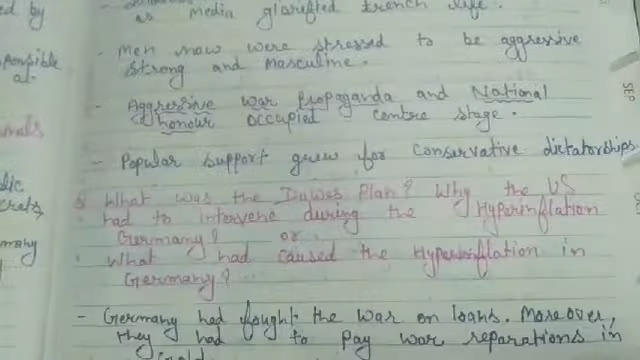 as media glorified trench life.
- Men now were stressed to be aggressive
strong and masculine.
- Aggressive war propaganda and National
honour occupied centre stage.
- Popular support grew for conservative dictatorships
What was the Dawes Plan? Why the US
had to intervene during the Hyperinflation
Germany? or
What had caused the Hyperinflation in
Germany?
- Germany had fought the war on loans. Moreover,
they had to pay war reparations in